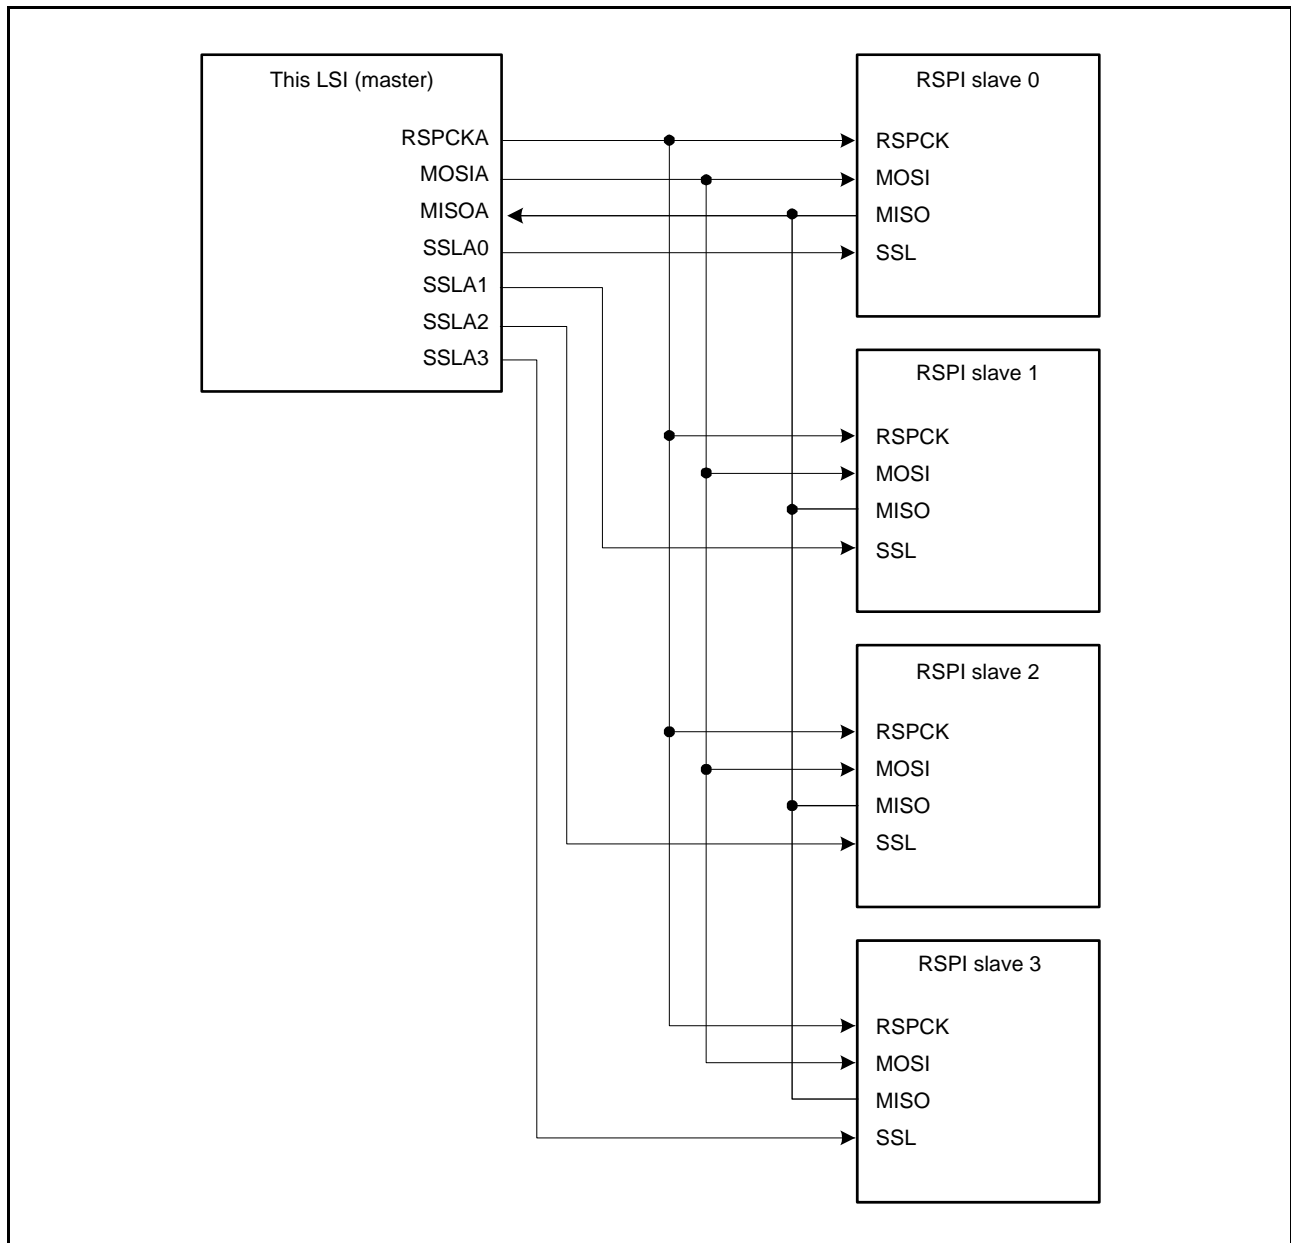 This LSI (master)
RSPCKA
MOSIA
MISOA
SSLA0
SSLA1
SSLA2
SSLA3
RSPI slave 0
RSPCK
MOSI
MISO
SSL
RSPI slave 1
RSPCK
MOSI
MISO
SSL
RSPI slave 2
RSPCK
MOSI
MISO
SSL
RSPI slave 3
RSPCK
MOSI
MISO
SSL